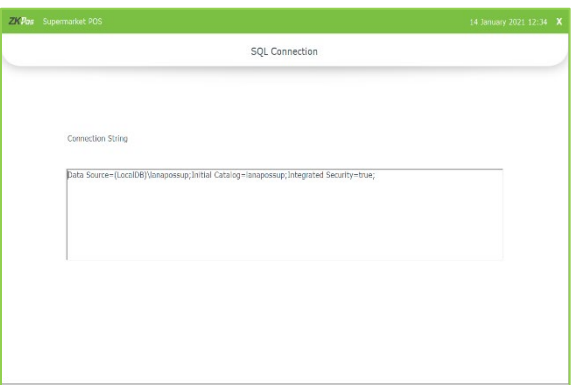 ZKPos Supermarket POS 14 January 2021 12:34 X
SQL Connection
Connection String
Data Source=(LocalDB)\lanapossup;Initial Catalog=lanapossup;Integrated Security=true;